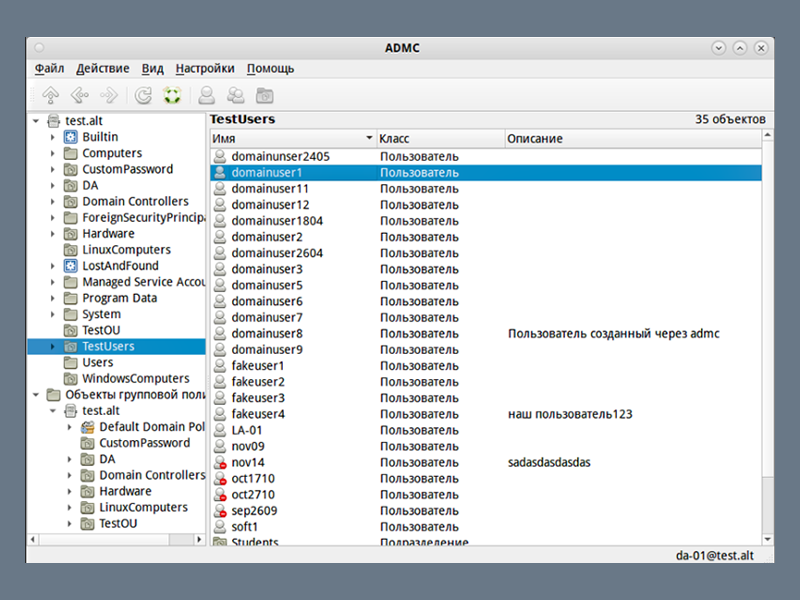 ADMC
Файл Действие Вид Настройки Помощь
test.alt
Builtin
Computers
CustomPassword
DA
Domain Controllers
ForeignSecurityPrincipa
Hardware
LinuxComputers
LostAndFound
Managed Service Accou
Program Data
System
TestOU
TestUsers
Users
WindowsComputers
Объекты групповой поли
test.alt
Default Domain Pol
CustomPassword
DA
Domain Controllers
Hardware
LinuxComputers
TestOU
TestUsers 35 объектов
Имя Класс Описание
domainunser2405 Пользователь
domainuser1 Пользователь
domainuser11 Пользователь
domainuser12 Пользователь
domainuser1804 Пользователь
domainuser2 Пользователь
domainuser2604 Пользователь
domainuser3 Пользователь
domainuser5 Пользователь
domainuser6 Пользователь
domainuser7 Пользователь
domainuser8 Пользователь Пользователь созданный через admc
domainuser9 Пользователь
fakeuser1 Пользователь
fakeuser2 Пользователь
fakeuser3 Пользователь
fakeuser4 Пользователь наш пользователь123
LA-01 Пользователь
nov09 Пользователь
nov14 Пользователь sadasdasdasdas
oct1710 Пользователь
oct2710 Пользователь
sep2609 Пользователь
soft1 Пользователь
Students Подразделение
da-01@test.alt